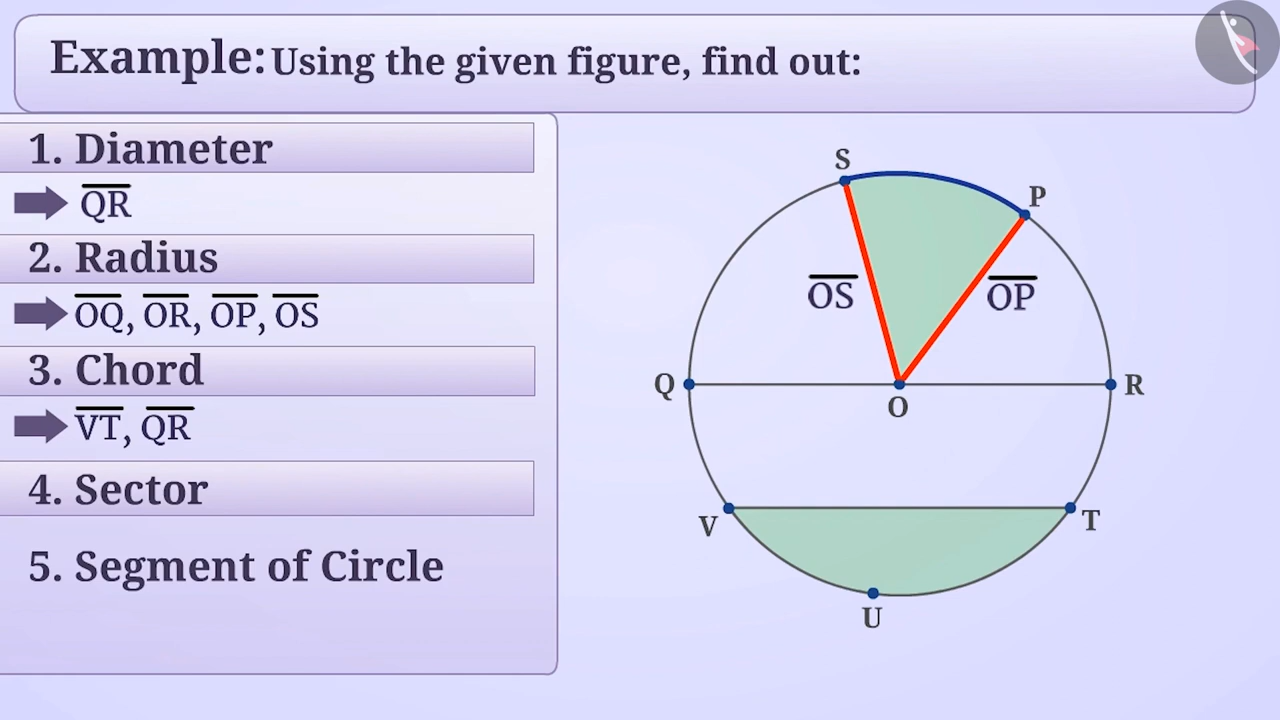 Example: Using the given figure, find out:
1. Diameter
QR
2. Radius
OQ, OR, OP, OS
3. Chord
VT, QR
4. Sector
5. Segment of Circle
S
P
OS
OP
Q
O
R
V
T
U